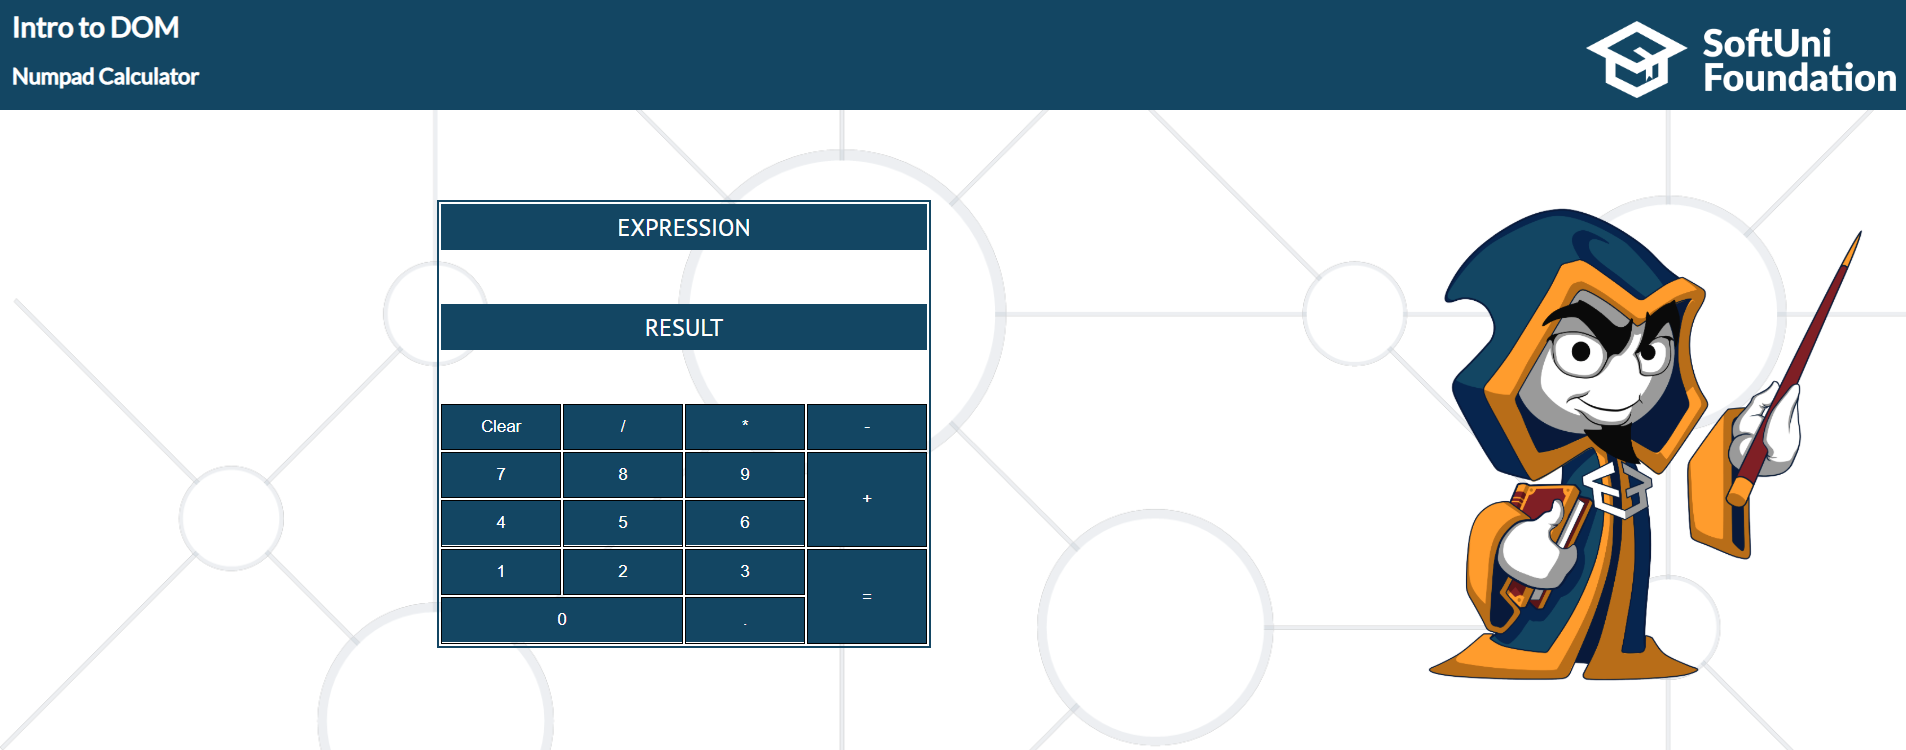 Intro to DOM
Numpad Calculator
SoftUni
Foundation
EXPRESSION
RESULT
Clear / * -
7 8 9 +
4 5 6
1 2 3 =
0 .